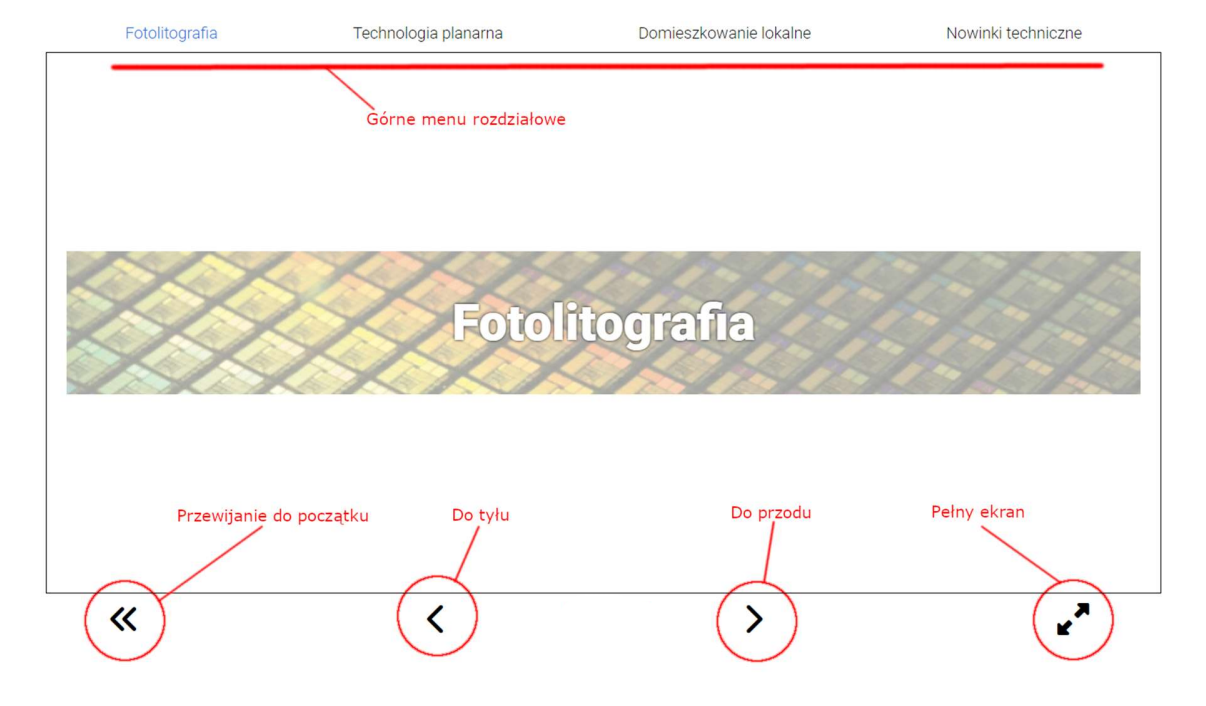 Fotolitografia
Technologia planarna
Domieszkowanie lokalne
Nowinki techniczne
Górne menu rozdziałowe
Fotolitografia
Przewijanie do początku
Do tyłu
Do przodu
Pełny ekran